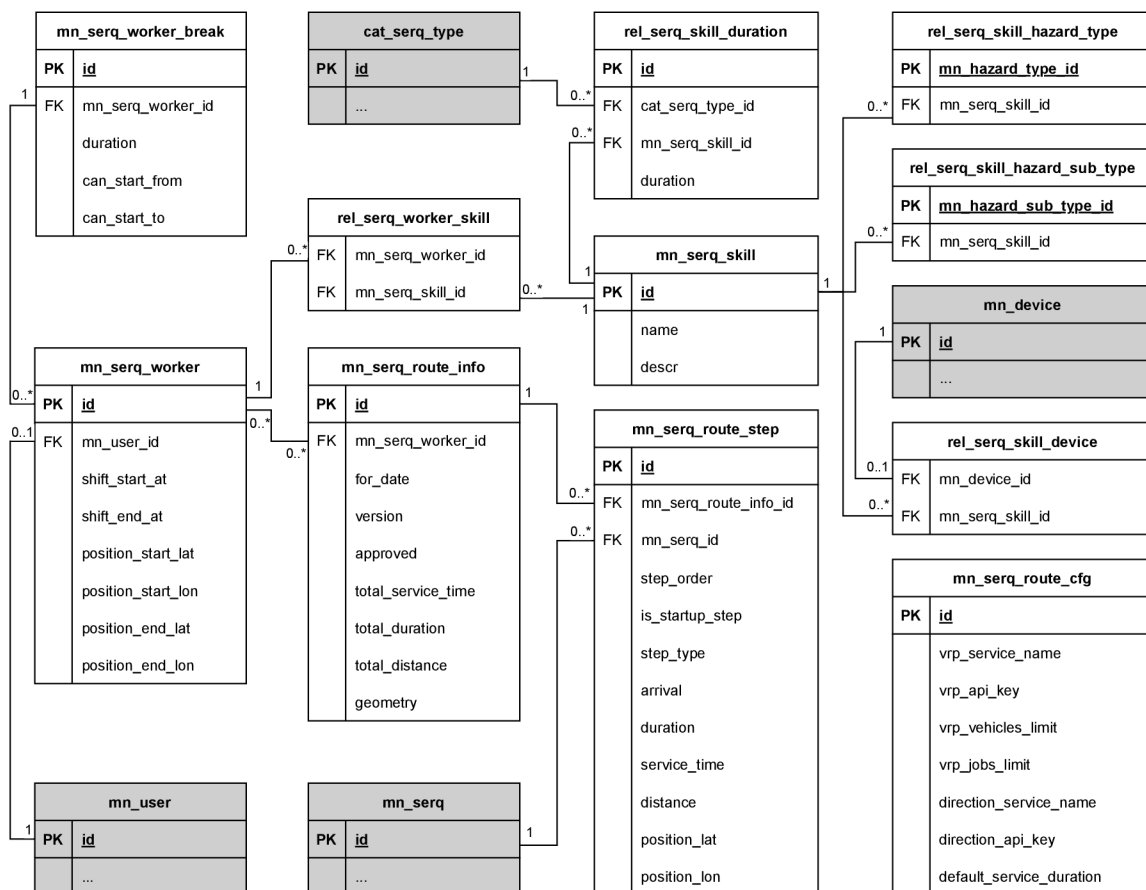 mn_serq_worker_break
PK id
FK mn_serq_worker_id
duration
can_start_from
can_start_to
cat_serq_type
PK id
...
rel_serq_skill_duration
PK id
FK cat_serq_type_id
FK mn_serq_skill_id
duration
rel_serq_skill_hazard_type
PK mn_hazard_type_id
FK mn_serq_skill_id
rel_serq_skill_hazard_sub_type
PK mn_hazard_sub_type_id
FK mn_serq_skill_id
rel_serq_worker_skill
FK mn_serq_worker_id
FK mn_serq_skill_id
mn_serq_skill
PK id
name
descr
mn_device
PK id
...
mn_serq_worker
PK id
FK mn_user_id
shift_start_at
shift_end_at
position_start_lat
position_start_lon
position_end_lat
position_end_lon
mn_serq_route_info
PK id
FK mn_serq_worker_id
for_date
version
approved
total_service_time
total_duration
total_distance
geometry
mn_serq_route_step
PK id
FK mn_serq_route_info_id
FK mn_serq_id
step_order
is_startup_step
step_type
arrival
duration
service_time
distance
position_lat
position_lon
rel_serq_skill_device
FK mn_device_id
FK mn_serq_skill_id
mn_serq_route_cfg
PK id
vrp_service_name
vrp_api_key
vrp_vehicles_limit
vrp_jobs_limit
direction_service_name
direction_api_key
default_service_duration
mn_user
PK id
...
mn_serq
PK id
...
1
0..*
1
0..*
0..*
1
0..*
0..*
1
0..*
0..*
1
1
1
0..*
0..*
1
0..*
0..1
1
0..*
1
1
0..1
0..*